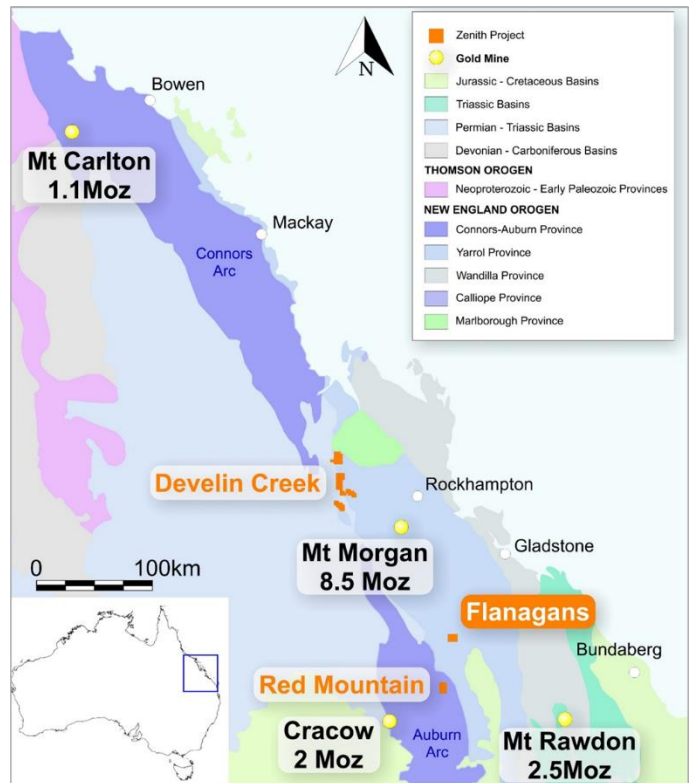 Bowen
Mt Carlton
1.1Moz
Mackay
Connors
Arc
N
Zenith Project
Gold Mine
Jurassic - Cretaceous Basins
Triassic Basins
Permian - Triassic Basins
Devonian - Carboniferous Basins
THOMSON OROGEN
Neoproterozoic - Early Paleozoic Provinces
NEW ENGLAND OROGEN
Connors-Auburn Province
Yarrol Province
Wandilla Province
Calliope Province
Marlborough Province
Develin Creek
Rockhampton
Mt Morgan
8.5 Moz
Gladstone
0 100km
Flanagans
Bundaberg
Red Mountain
Cracow
2 Moz
Auburn
Arc
Mt Rawdon
2.5Moz